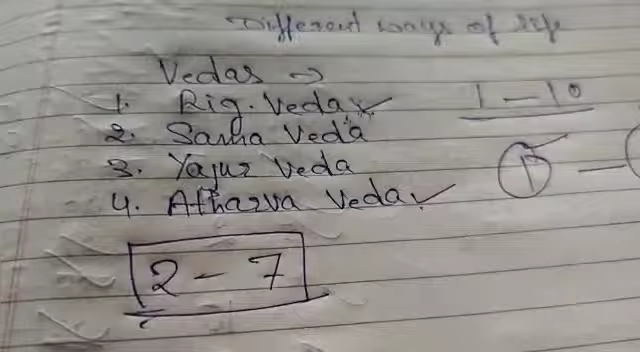 Different ways of life
Vedas →
1. Rig. Veda ✓
1 - 10
2. Sama Veda
3. Yajur Veda
4. Atharva Veda ✓
2 - 7